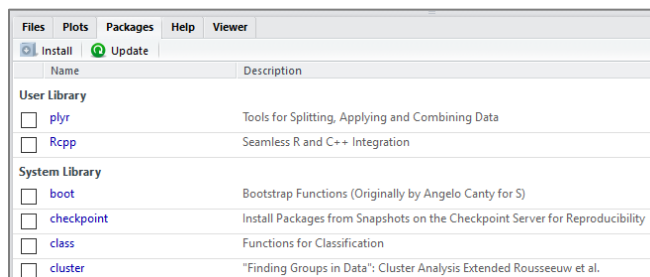 Files Plots Packages Help Viewer
Install Update
Name Description
User Library
plyr Tools for Splitting, Applying and Combining Data
Rcpp Seamless R and C++ Integration
System Library
boot Bootstrap Functions (Originally by Angelo Canty for S)
checkpoint Install Packages from Snapshots on the Checkpoint Server for Reproducibility
class Functions for Classification
cluster "Finding Groups in Data": Cluster Analysis Extended Rousseeuw et al.